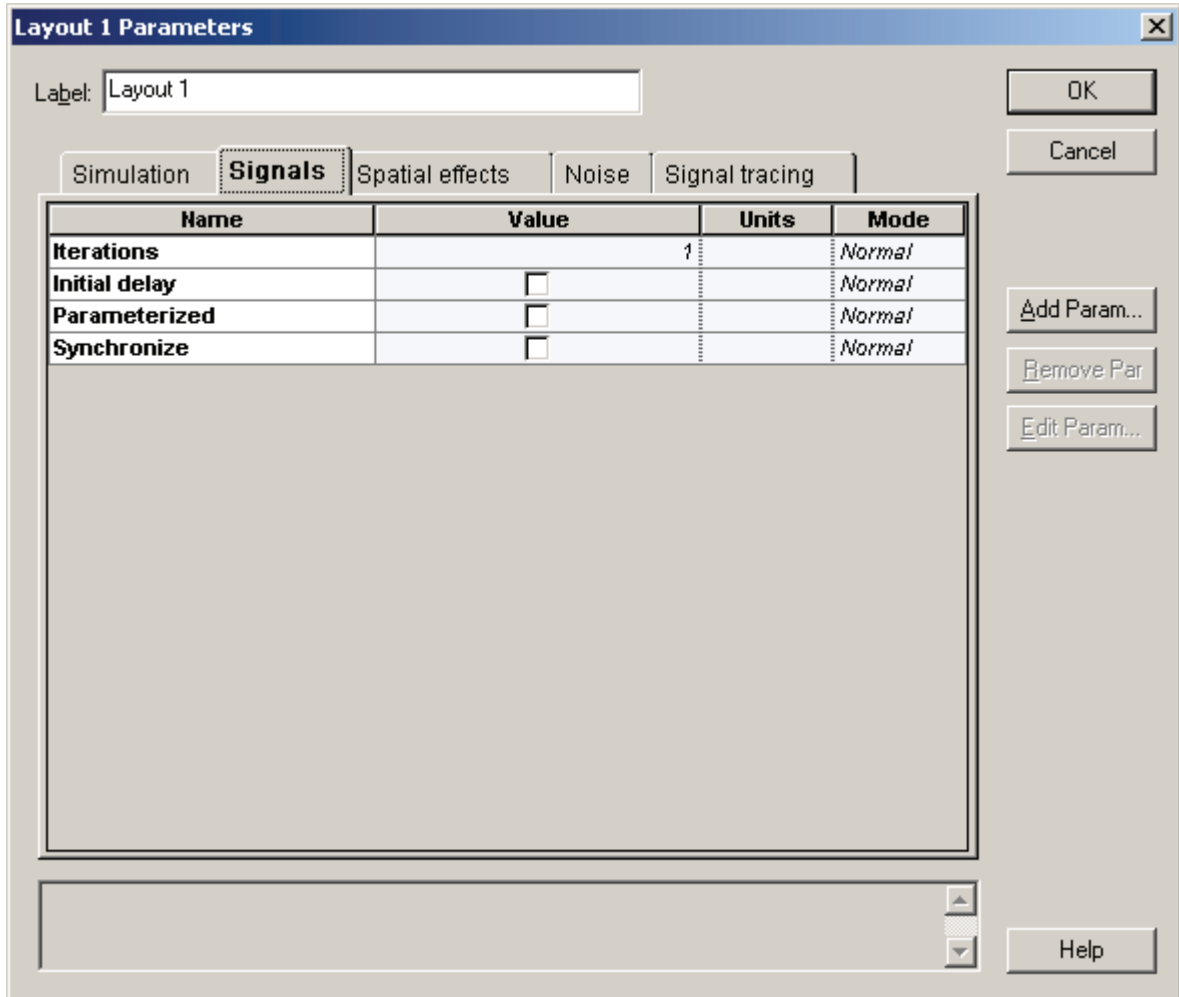 Layout 1 Parameters
Label: Layout 1
OK
Cancel
Simulation Signals Spatial effects Noise Signal tracing
Name Value Units Mode
Iterations 1 Normal
Initial delay Normal
Parameterized Normal
Synchronize Normal
Add Param...
Remove Par
Edit Param...
Help